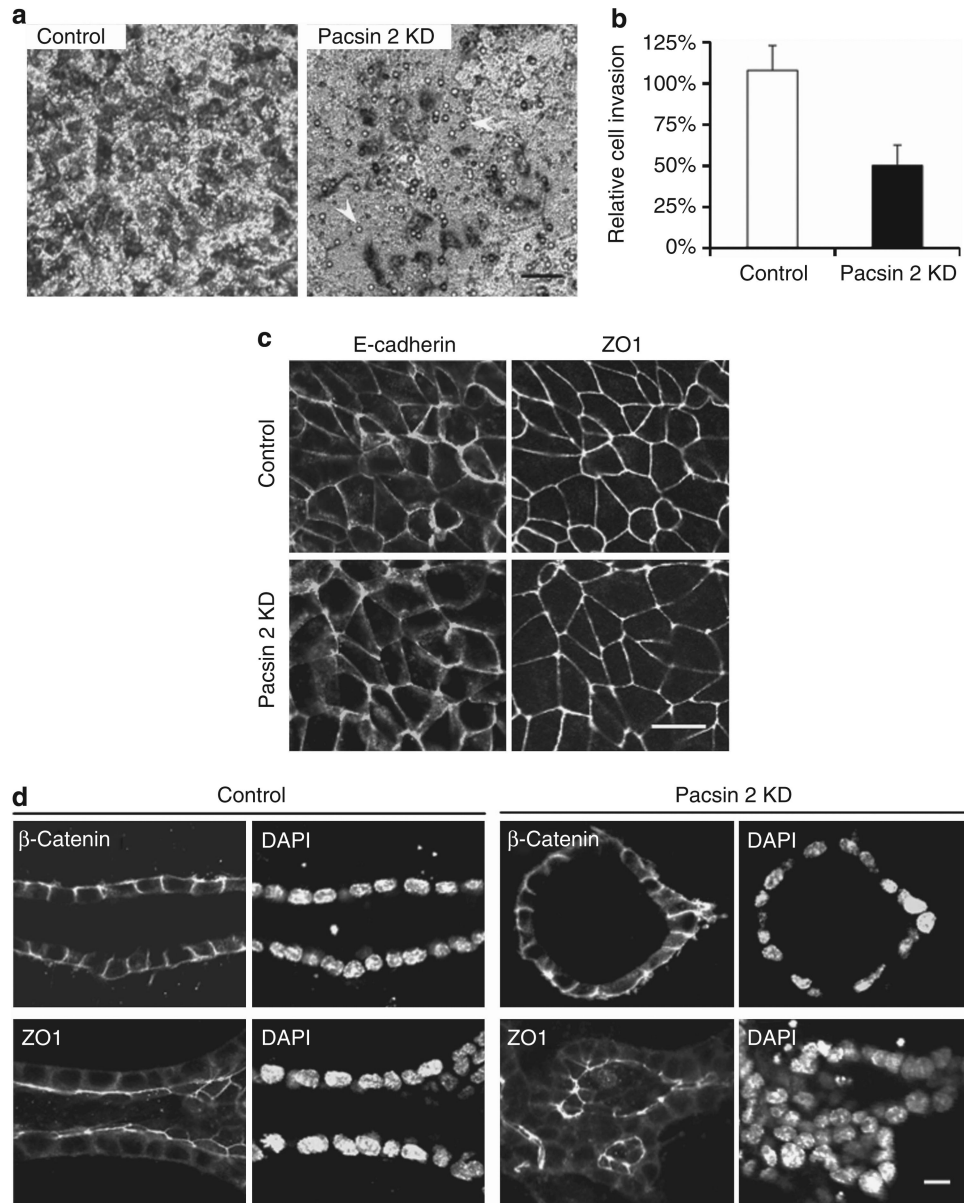 a
Control
Pacsin 2 KD
b
Relative cell invasion
125%
100%
75%
50%
25%
0%
Control
Pacsin 2 KD
c
E-cadherin
ZO1
Control
Pacsin 2 KD
d
Control
Pacsin 2 KD
β-Catenin
DAPI
β-Catenin
DAPI
ZO1
DAPI
ZO1
DAPI